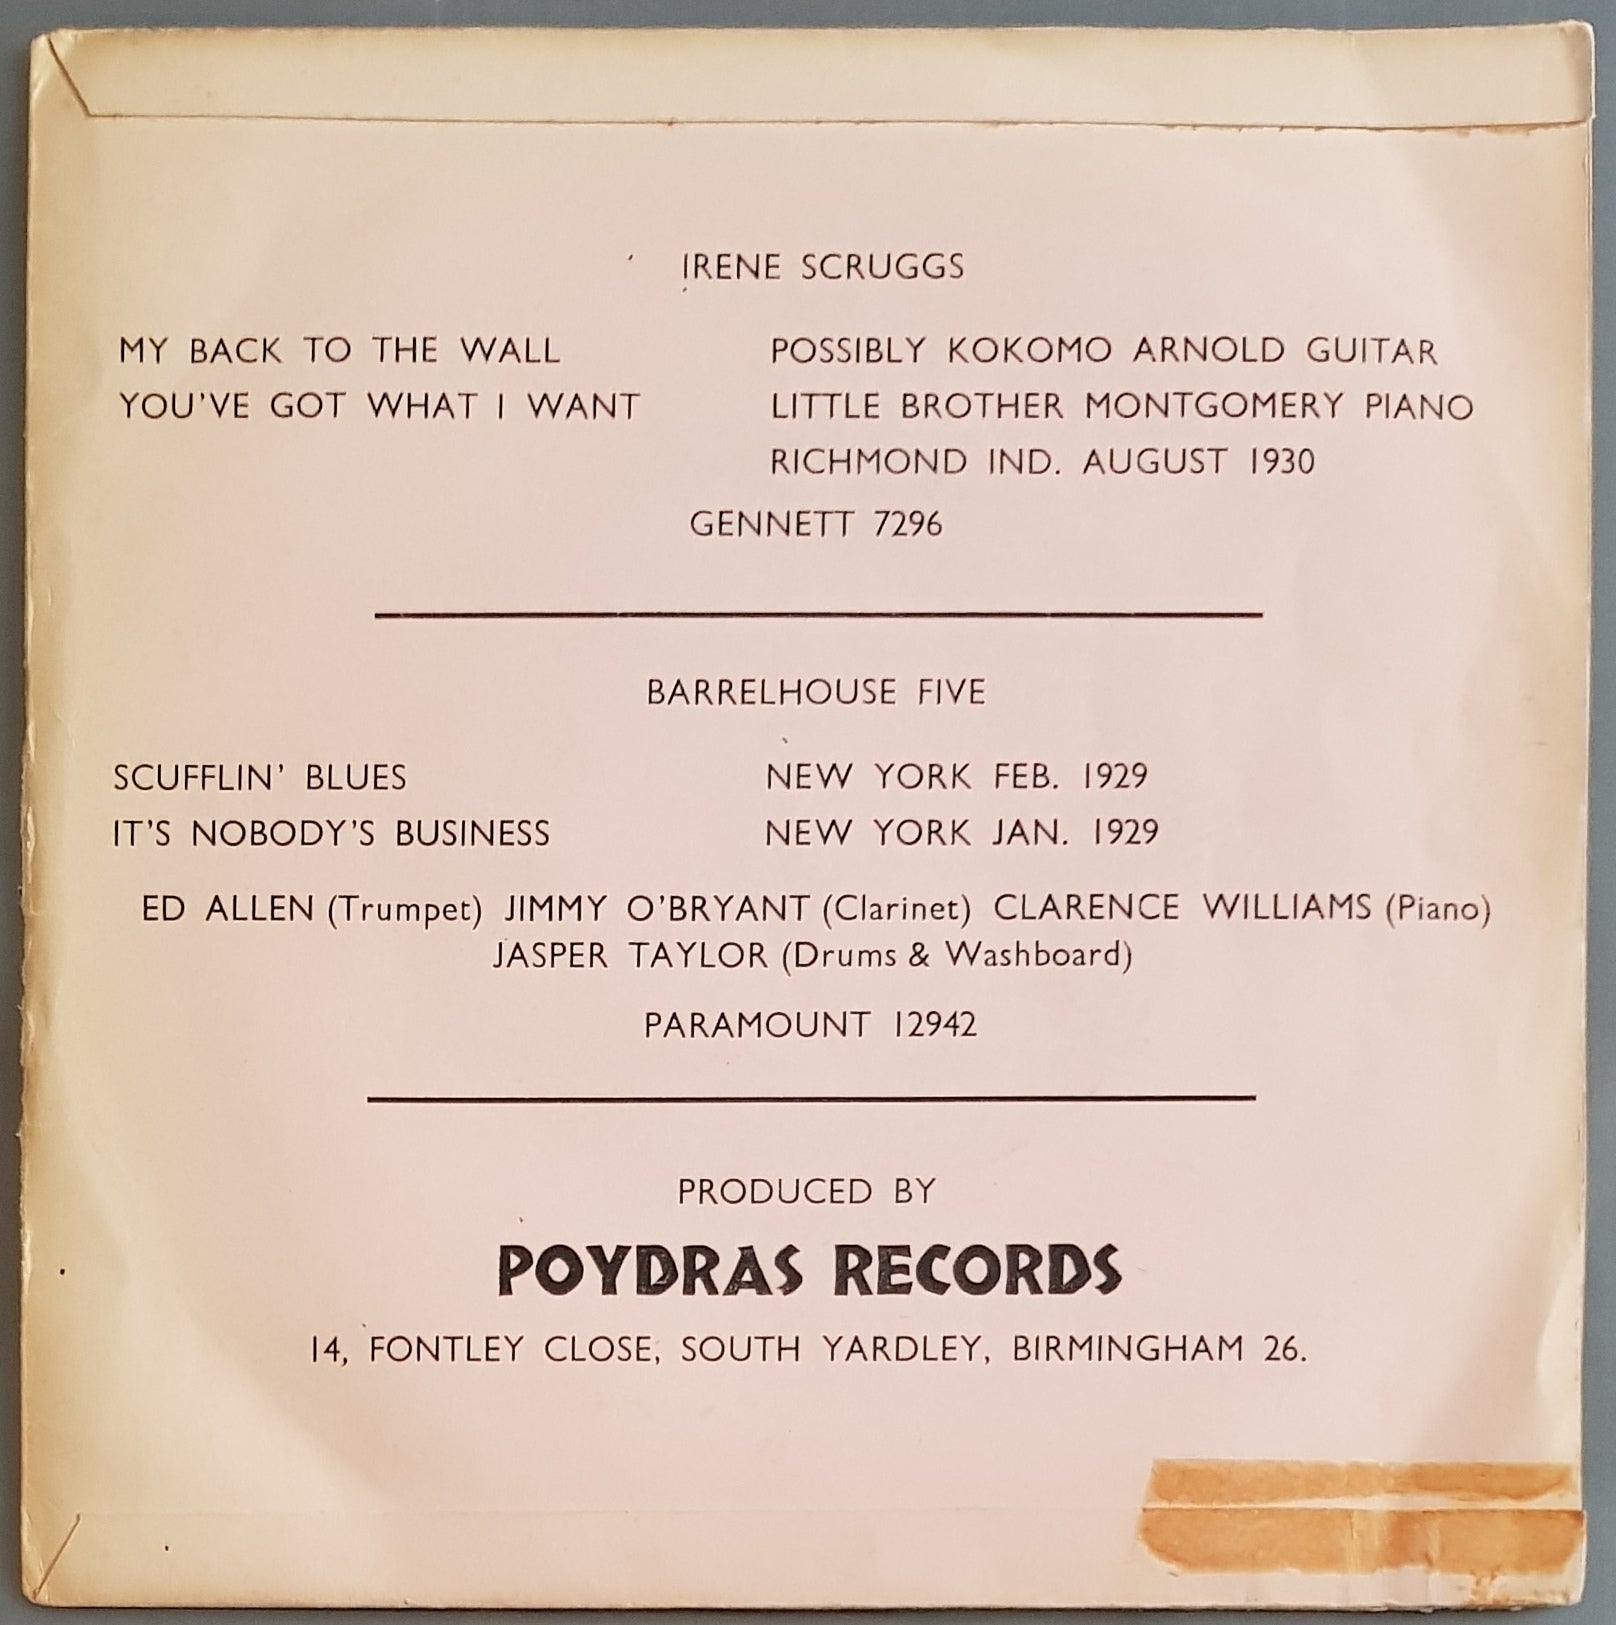 IRENE SCRUGGS
MY BACK TO THE WALL POSSIBLY KOKOMO ARNOLD GUITAR
YOU'VE GOT WHAT I WANT LITTLE BROTHER MONTGOMERY PIANO
RICHMOND IND. AUGUST 1930
GENNETT 7296
BARRELHOUSE FIVE
SCUFFLIN' BLUES NEW YORK FEB. 1929
IT'S NOBODY'S BUSINESS NEW YORK JAN. 1929
ED ALLEN (Trumpet) JIMMY O'BRYANT (Clarinet) CLARENCE WILLIAMS (Piano)
JASPER TAYLOR (Drums & Washboard)
PARAMOUNT 12942
PRODUCED BY
POYDRAS RECORDS
14, FONTLEY CLOSE, SOUTH YARDLEY, BIRMINGHAM 26.